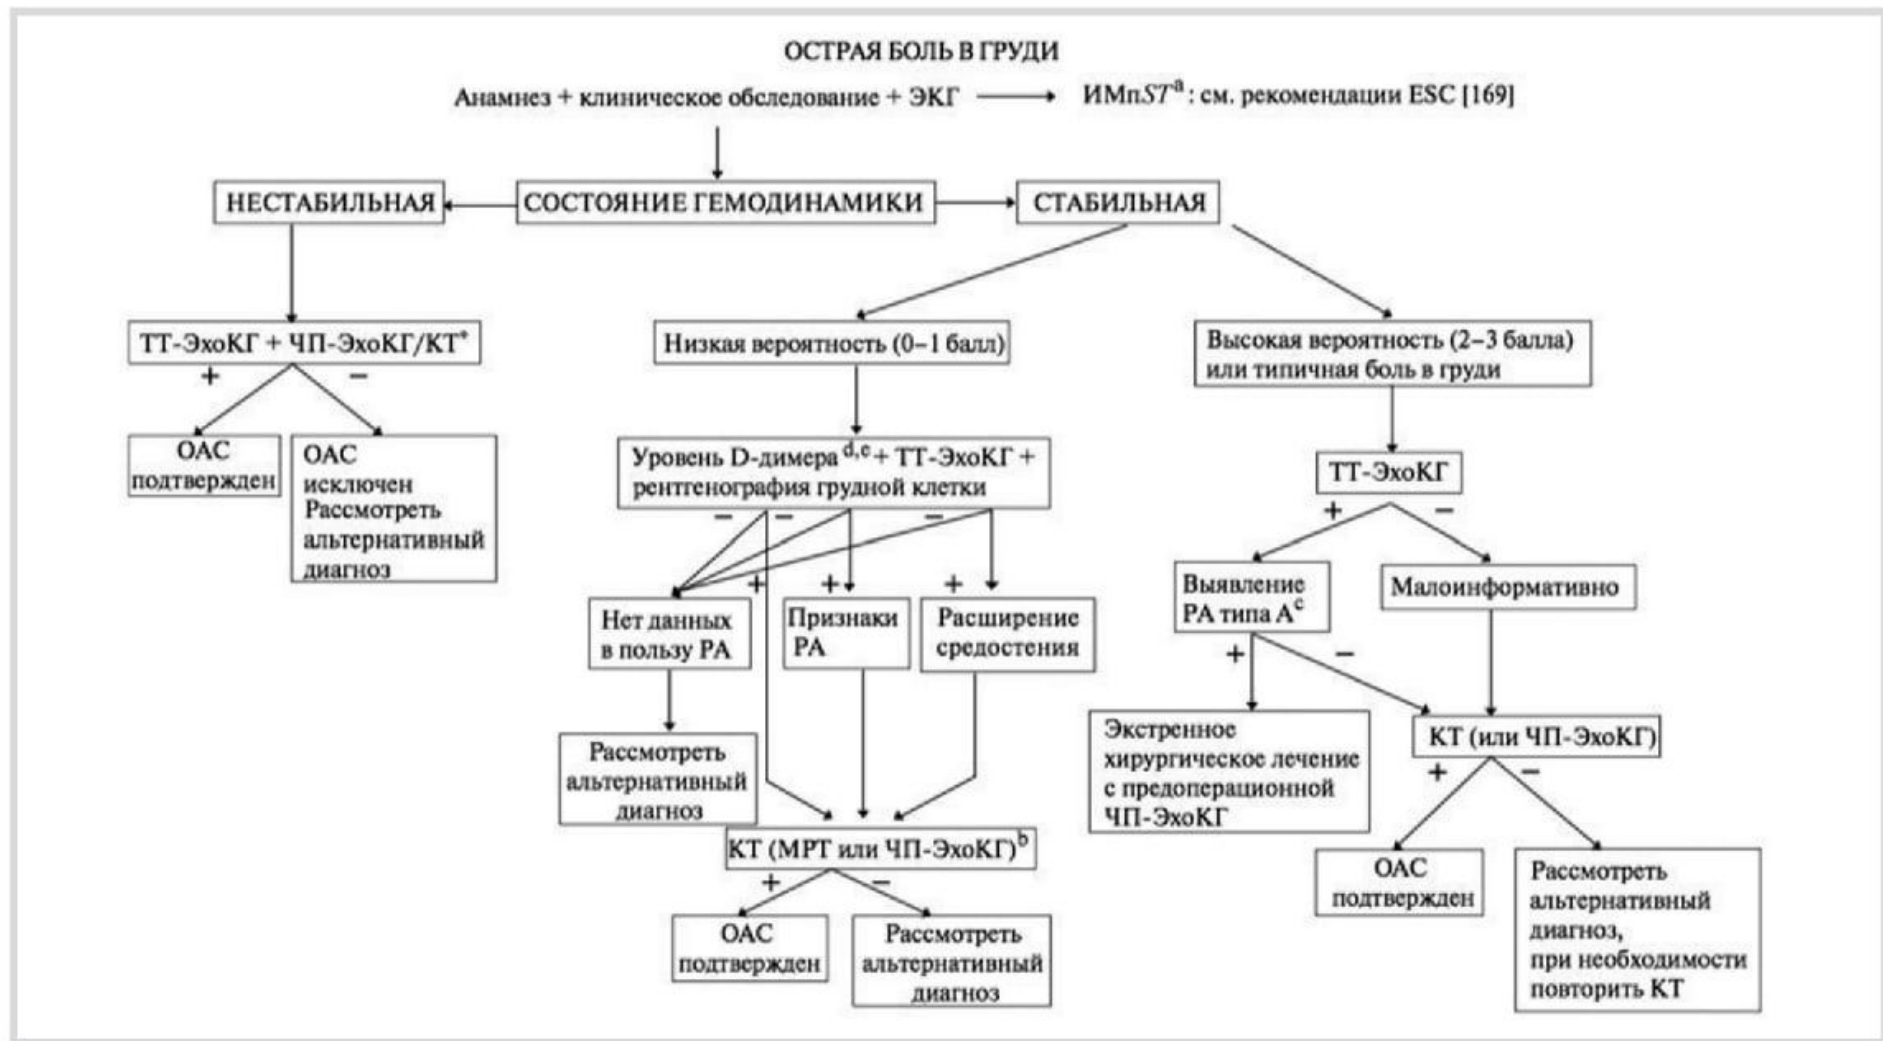 ОСТРАЯ БОЛЬ В ГРУДИ
Анамнез + клиническое обследование + ЭКГ
ИМпSTᵃ: см. рекомендации ESC [169]
НЕСТАБИЛЬНАЯ
СОСТОЯНИЕ ГЕМОДИНАМИКИ
СТАБИЛЬНАЯ
ТТ-ЭхоКГ + ЧП-ЭхоКГ/КТ*
+
−
ОАС
подтвержден
ОАС
исключен
Рассмотреть
альтернативный
диагноз
Низкая вероятность (0–1 балл)
Уровень D-димера ᵈ,ᵉ + ТТ-ЭхоКГ +
рентгенография грудной клетки
−
−
−
+
+
+
Нет данных
в пользу РА
Признаки
РА
Расширение
средостения
Рассмотреть
альтернативный
диагноз
КТ (МРТ или ЧП-ЭхоКГ)ᵇ
+
−
ОАС
подтвержден
Рассмотреть
альтернативный
диагноз
Высокая вероятность (2–3 балла)
или типичная боль в груди
ТТ-ЭхоКГ
+
−
Выявление
РА типа Аᶜ
Малоинформативно
+
−
Экстренное
хирургическое лечение
с предоперационной
ЧП-ЭхоКГ
КТ (или ЧП-ЭхоКГ)
+
−
ОАС
подтвержден
Рассмотреть
альтернативный
диагноз,
при необходимости
повторить КТ